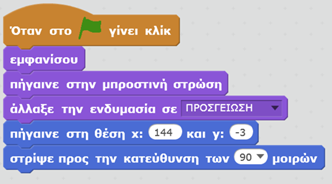 Όταν στο γίνει κλικ
εμφανίσου
πήγαινε στην μπροστινή στρώση
άλλαξε την ενδυμασία σε ΠΡΟΣΓΕΙΩΣΗ
πήγαινε στη θέση x: 144 και y: -3
στρίψε προς την κατεύθυνση των 90 μοιρών